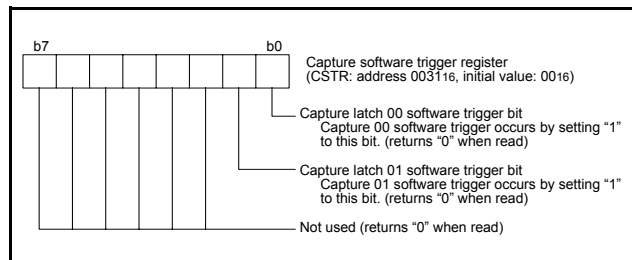 b7 b0
Capture software trigger register
(CSTR: address 003116, initial value: 0016)
Capture latch 00 software trigger bit
Capture 00 software trigger occurs by setting “1”
to this bit. (returns “0” when read)
Capture latch 01 software trigger bit
Capture 01 software trigger occurs by setting “1”
to this bit. (returns “0” when read)
Not used (returns “0” when read)